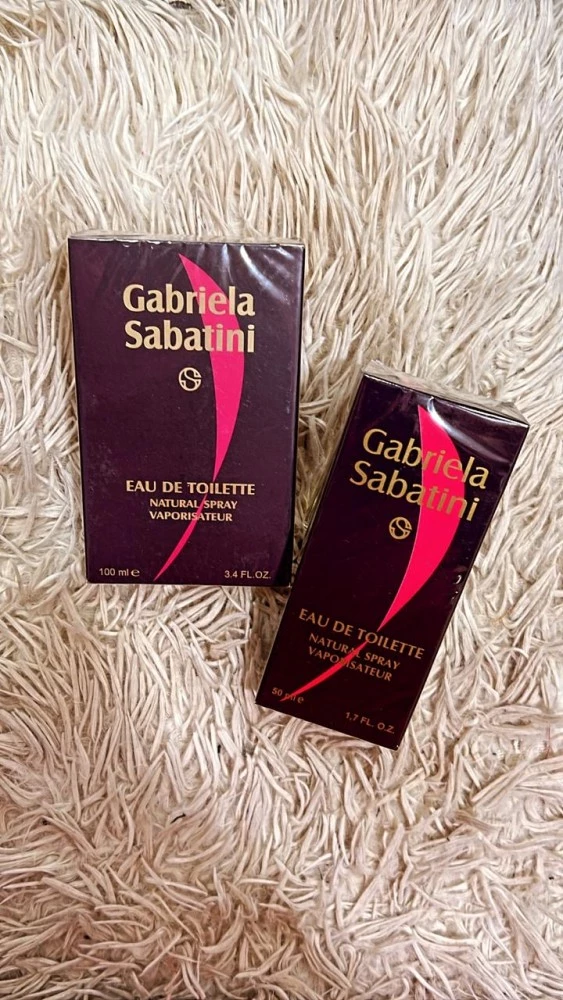 Gabriela
Sabatini
EAU DE TOILETTE
NATURAL SPRAY
VAPORISATEUR
100 ml e 3.4 FL.OZ.
Gabriela
Sabatini
EAU DE TOILETTE
NATURAL SPRAY
VAPORISATEUR
50 ml e 1.7 FL. OZ.